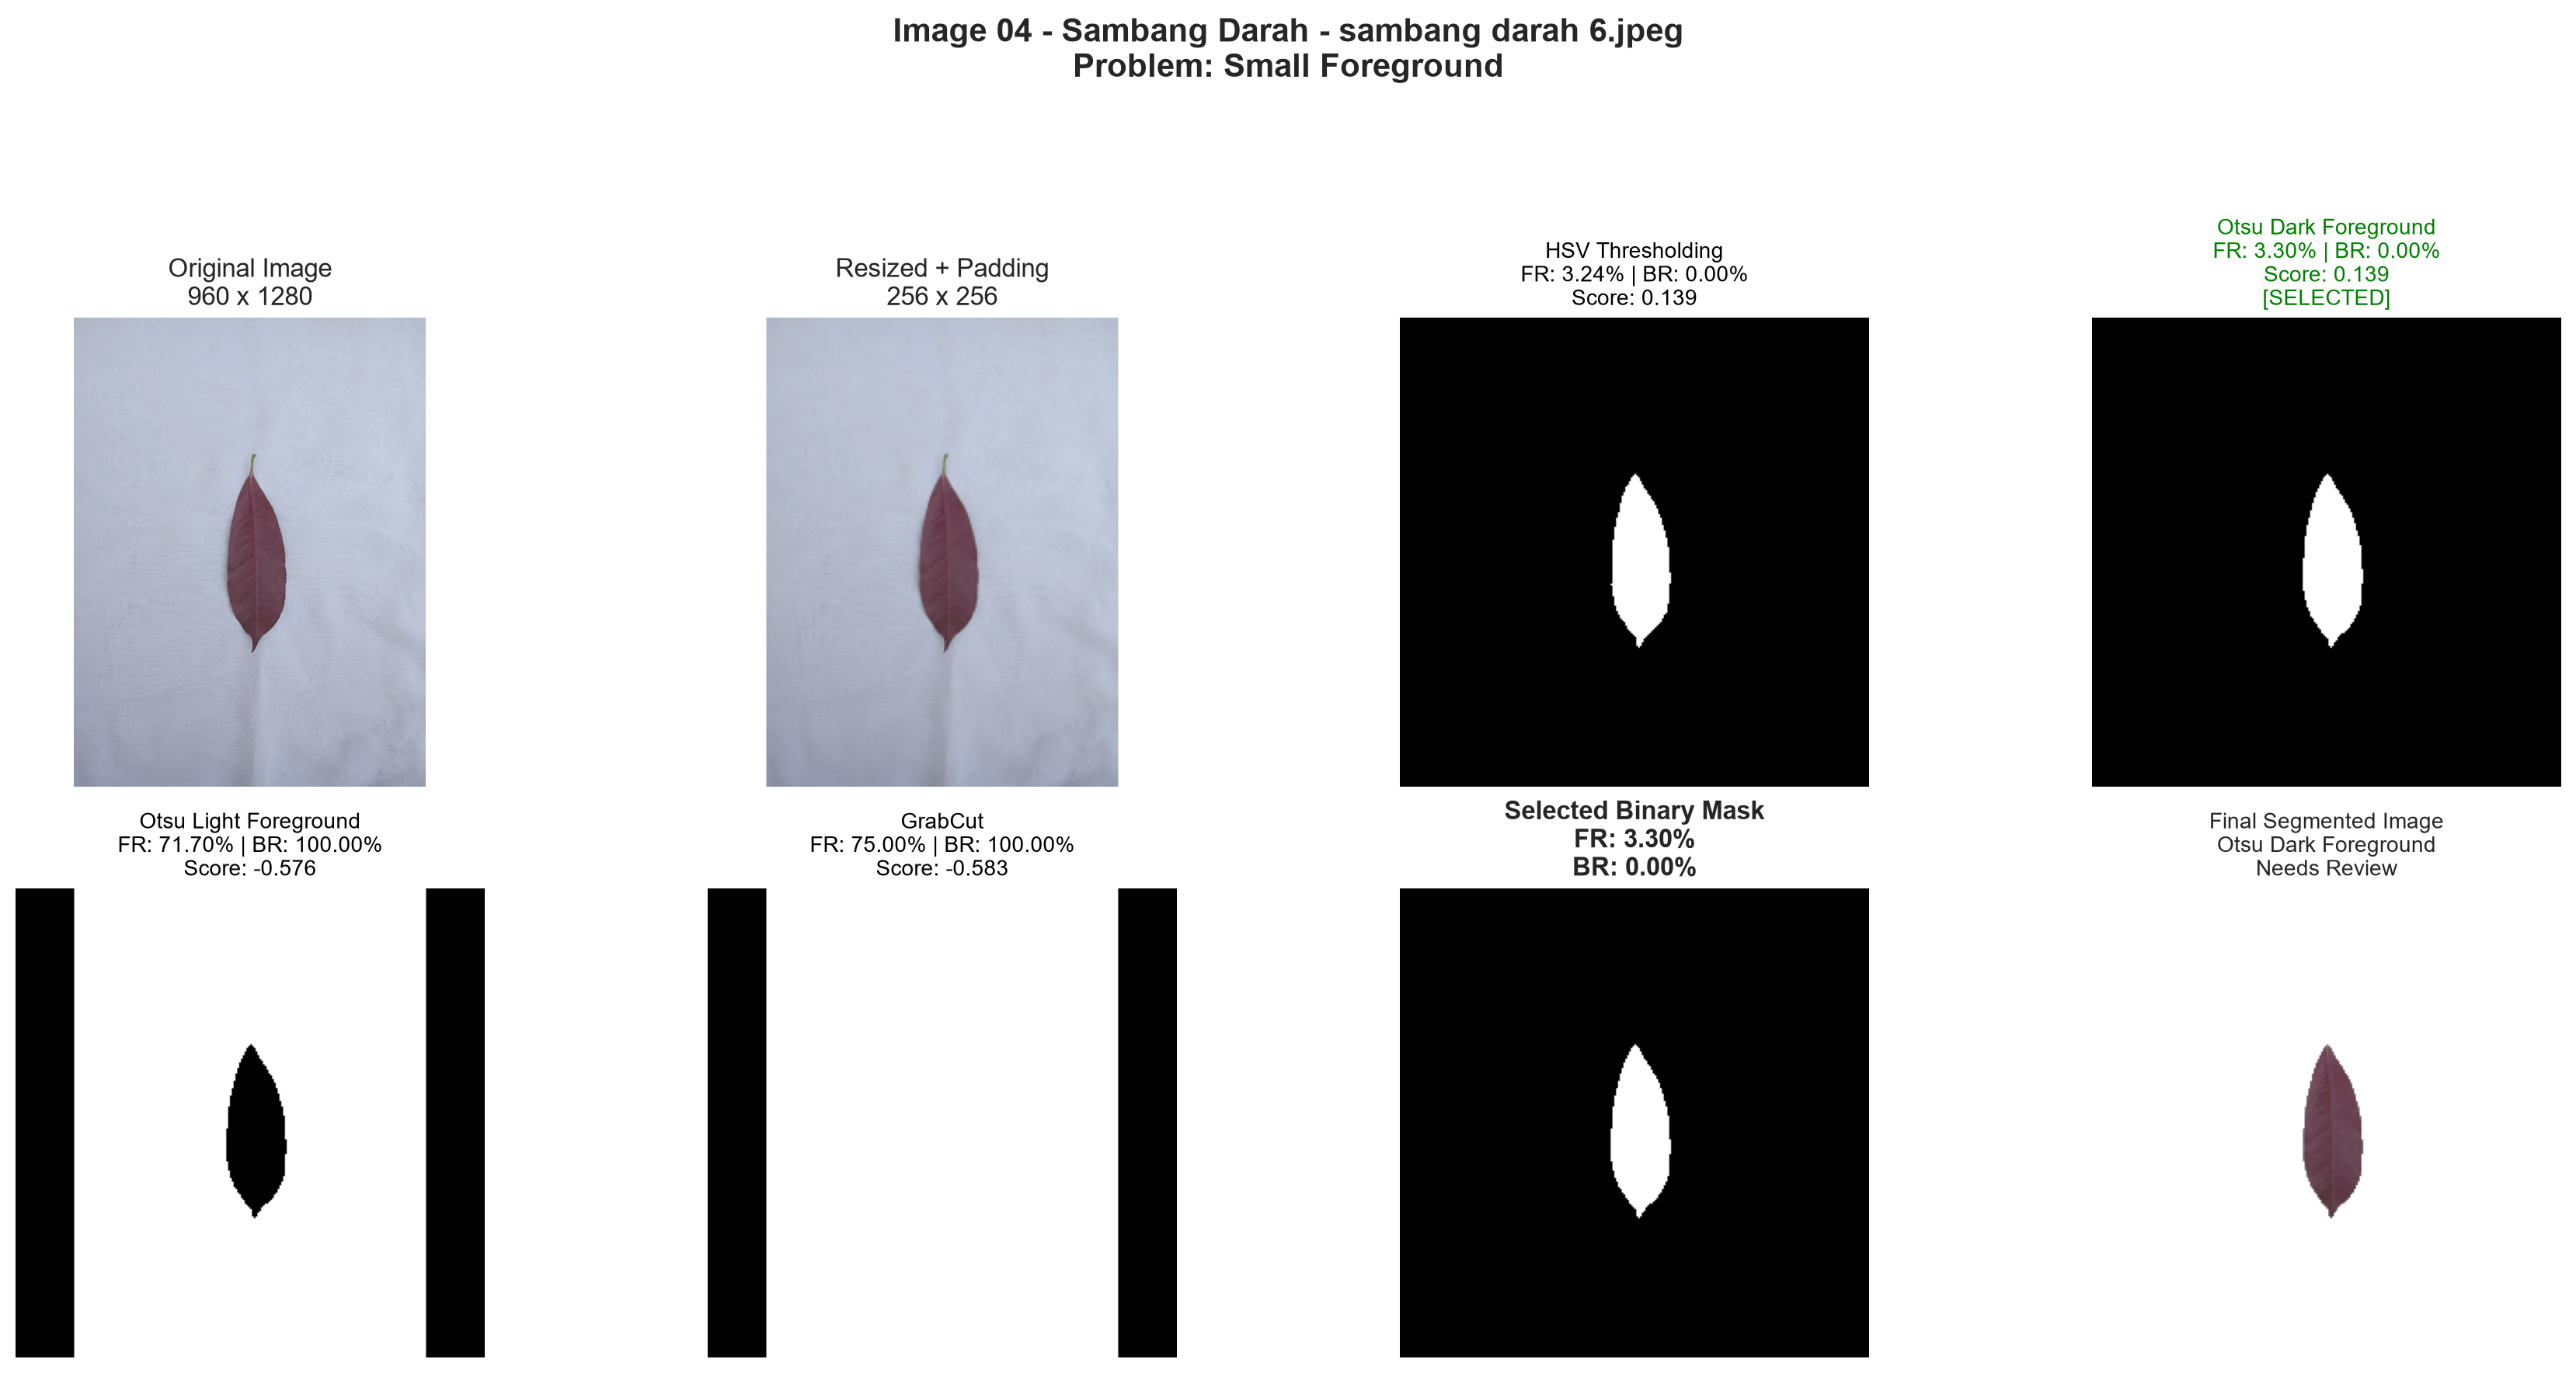 Image 04 - Sambang Darah - sambang darah 6.jpeg
Problem: Small Foreground
Original Image
960 x 1280
Resized + Padding
256 x 256
HSV Thresholding
FR: 3.24% | BR: 0.00%
Score: 0.139
Otsu Dark Foreground
FR: 3.30% | BR: 0.00%
Score: 0.139
[SELECTED]
Otsu Light Foreground
FR: 71.70% | BR: 100.00%
Score: -0.576
GrabCut
FR: 75.00% | BR: 100.00%
Score: -0.583
Selected Binary Mask
FR: 3.30%
BR: 0.00%
Final Segmented Image
Otsu Dark Foreground
Needs Review